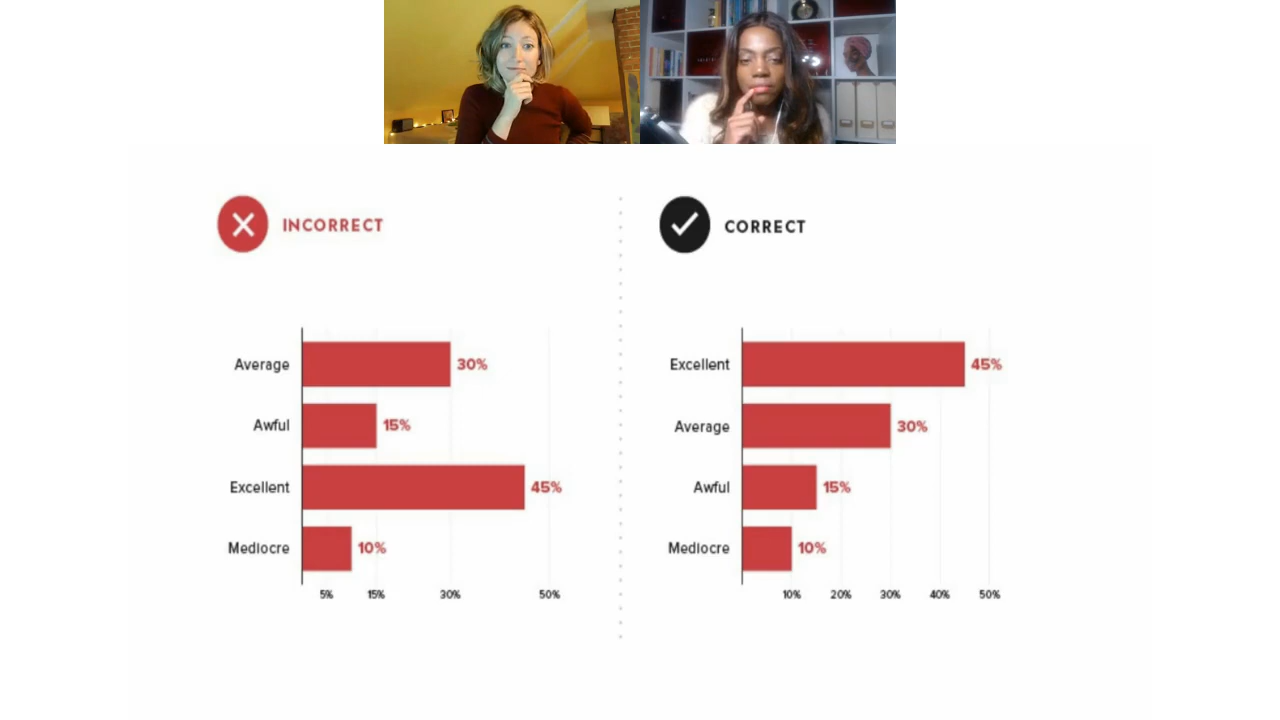 INCORRECT
Average 30%
Awful 15%
Excellent 45%
Mediocre 10%
5% 15% 30% 50%
CORRECT
Excellent 45%
Average 30%
Awful 15%
Mediocre 10%
10% 20% 30% 40% 50%